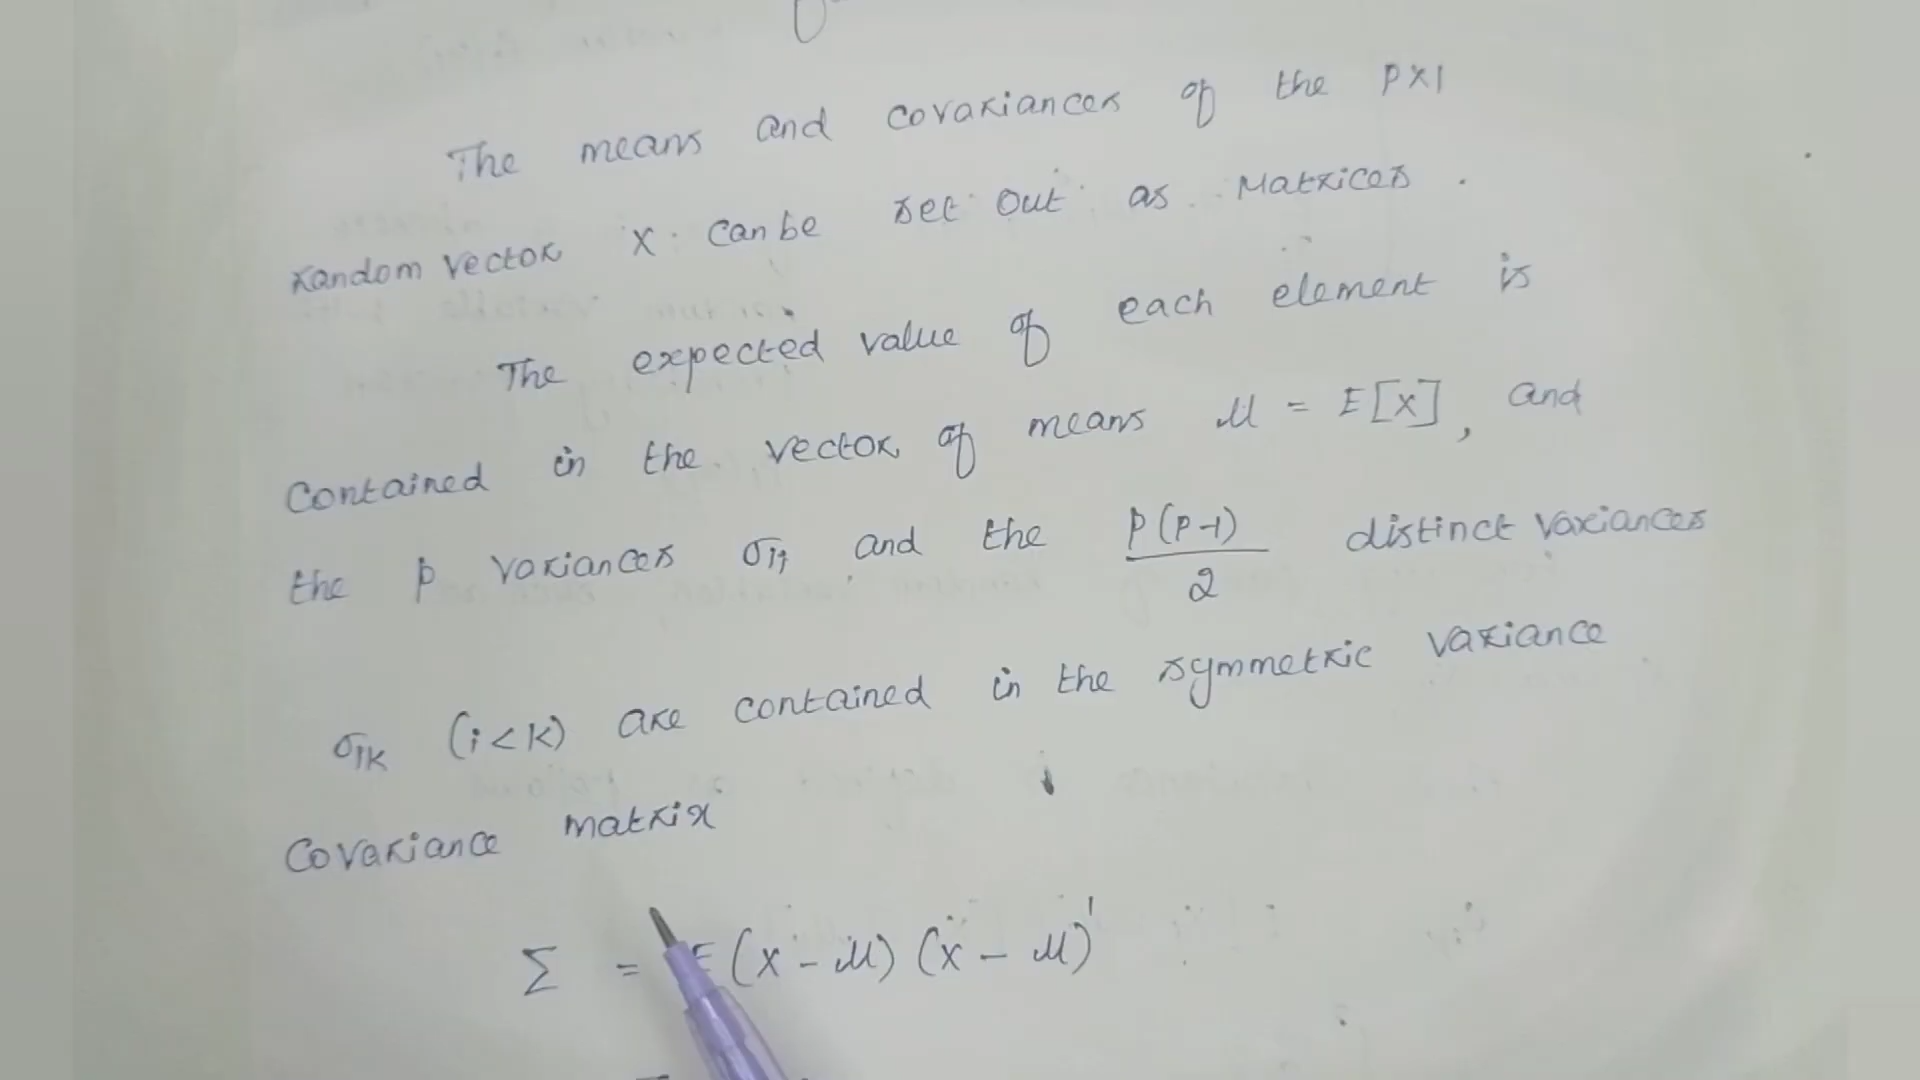 The means and covariances of the p×1
random vector X can be set out as Matrices.
The expected value of each element is
Contained in the vector of means μ = E[X], and
the p variances σii and the p(p-1)/2 distinct variances
σik (i<k) are contained in the symmetric variance
Covariance matrix
Σ = E(X-μ)(X-μ)'